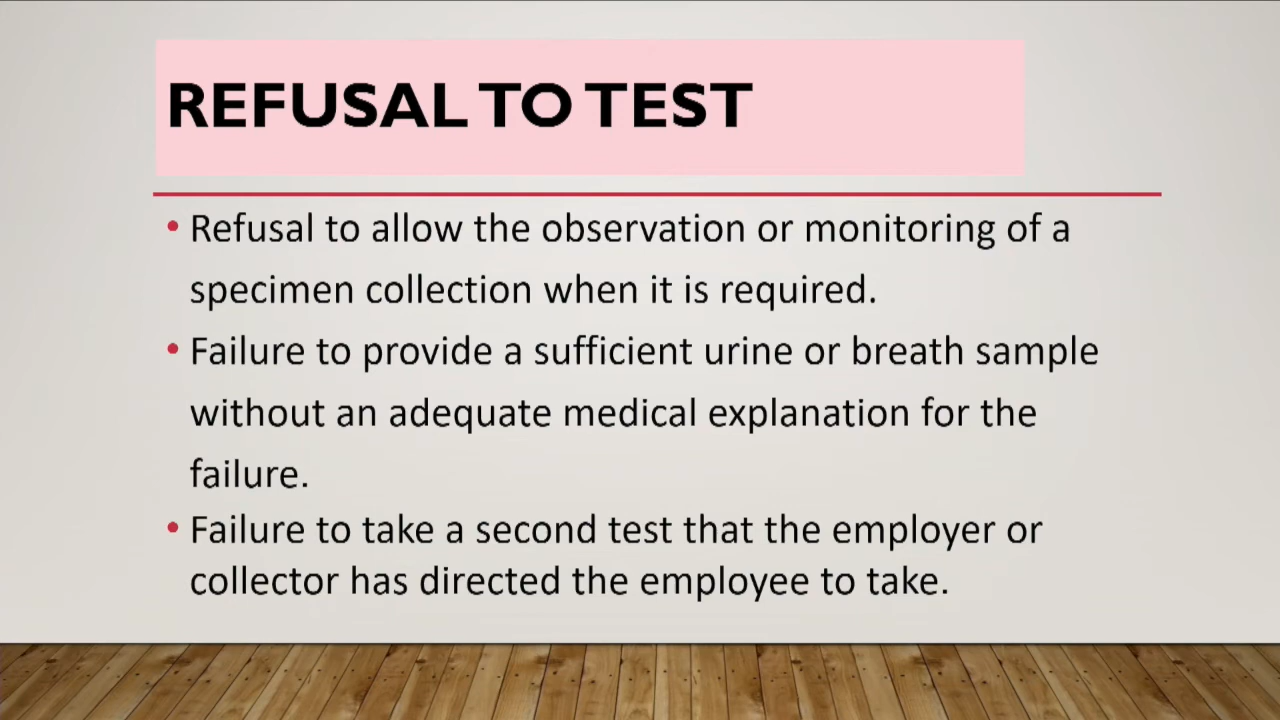 REFUSAL TO TEST
• Refusal to allow the observation or monitoring of a
specimen collection when it is required.
• Failure to provide a sufficient urine or breath sample
without an adequate medical explanation for the
failure.
• Failure to take a second test that the employer or
collector has directed the employee to take.